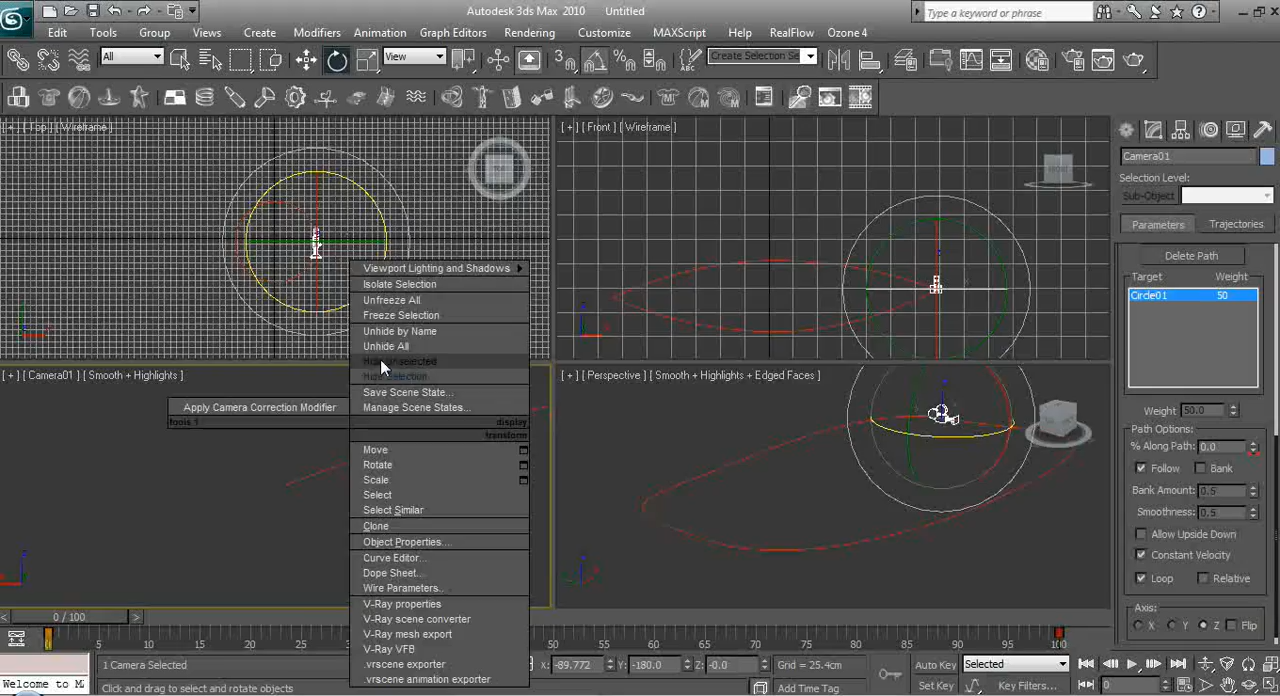 Autodesk 3ds Max 2010 Untitled
Type a keyword or phrase
Edit Tools Group Views Create Modifiers Animation Graph Editors Rendering Customize MAXScript Help RealFlow Ozone 4
All View 3 Create Selection Se
[ + ] [ Top ] [ Wireframe ]
[ + ] [ Front ] [ Wireframe ]
Camera01
Selection Level:
Sub-Object
Parameters Trajectories
Delete Path
Target Weight
Circle01 50
Viewport Lighting and Shadows
Isolate Selection
Unfreeze All
Freeze Selection
Unhide by Name
Unhide All
Hide Unselected
Hide Selection
Save Scene State...
Manage Scene States...
display
transform
Move
Rotate
Scale
Select
Select Similar
Clone
Object Properties...
Curve Editor...
Dope Sheet...
Wire Parameters...
V-Ray properties
V-Ray scene converter
V-Ray mesh export
V-Ray VFB
.vrscene exporter
.vrscene animation exporter
[ + ] [ Camera01 ] [ Smooth + Highlights ]
Apply Camera Correction Modifier
tools 1
[ + ] [ Perspective ] [ Smooth + Highlights + Edged Faces ]
Weight 50.0
Path Options:
% Along Path: 0.0
Follow Bank
Bank Amount: 0.5
Smoothness: 0.5
Allow Upside Down
Constant Velocity
Loop Relative
Axis:
X Y Z Flip
0 / 100
5 10 15 20 25 30 50 55 60 65 70 75 80 85 90 95 100
1 Camera Selected
X: -89.772 Y: -180.0 Z: -0.0 Grid = 25.4cm
Auto Key Selected
Welcome to M
Click and drag to select and rotate objects
Add Time Tag
Set Key Key Filters... 0